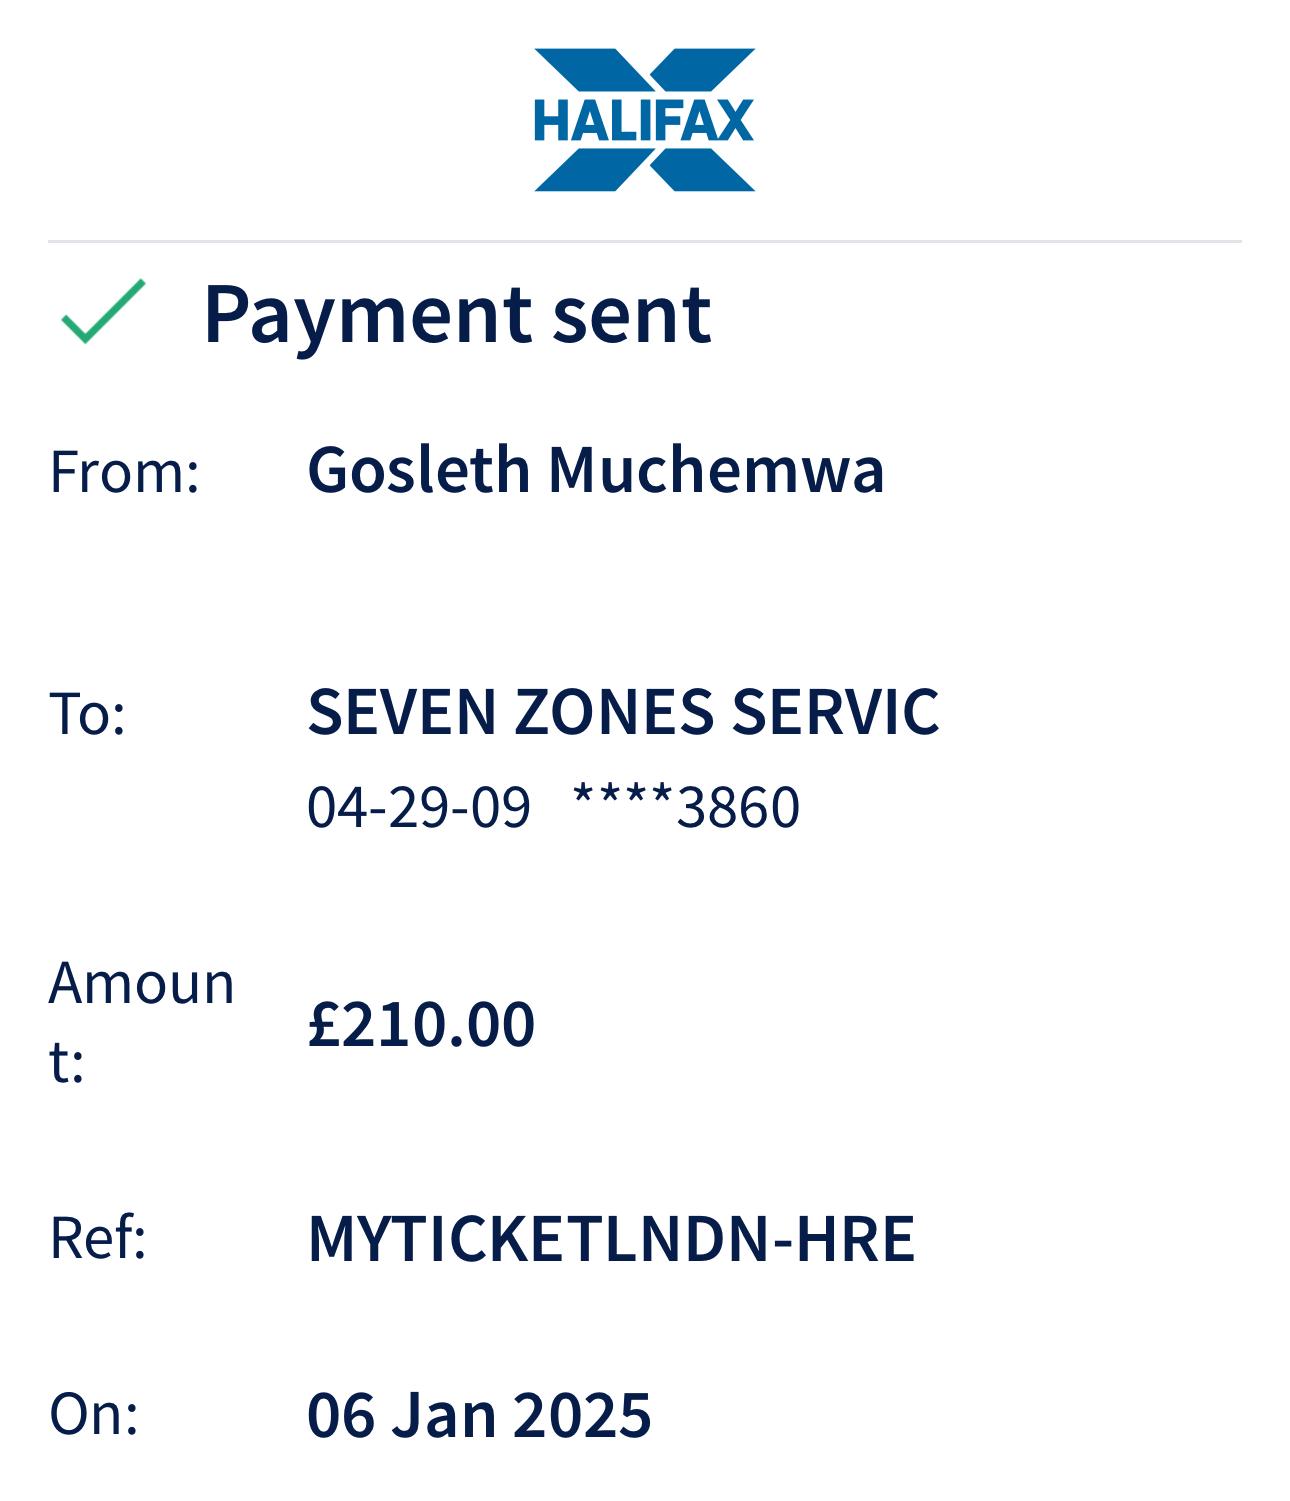 HALIFAX
Payment sent
From: Gosleth Muchemwa
To: SEVEN ZONES SERVIC
04-29-09 ****3860
Amoun
t: £210.00
Ref: MYTICKETLNDN-HRE
On: 06 Jan 2025